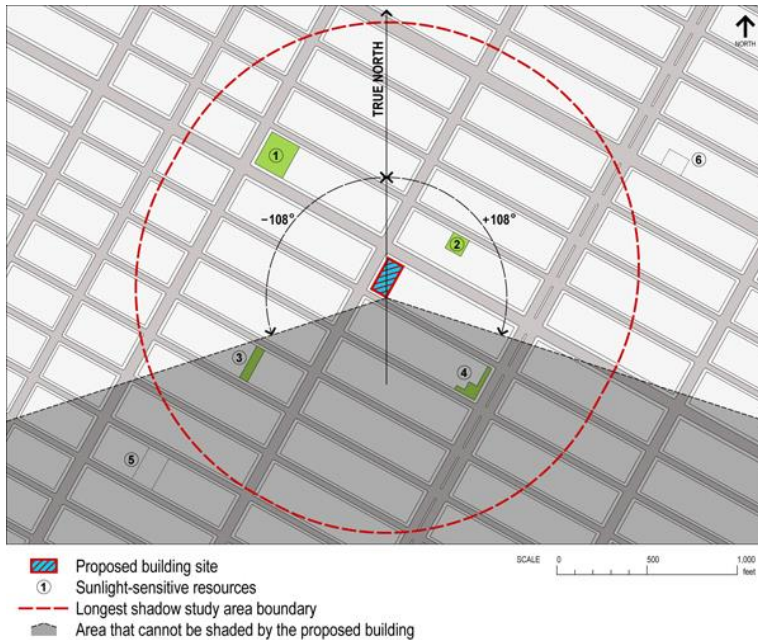 TRUE NORTH
NORTH
①
⑥
−108°
+108°
②
③
④
⑤
Proposed building site
① Sunlight-sensitive resources
Longest shadow study area boundary
Area that cannot be shaded by the proposed building
SCALE 0 500 1,000
feet